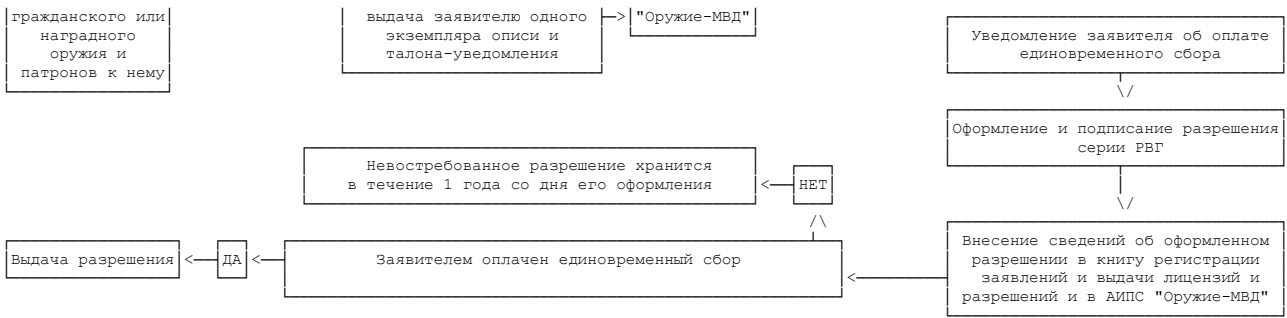 гражданского или
наградного
оружия и
патронов к нему
выдача заявителю одного
экземпляра описи и
талона-уведомления
"Оружие-МВД"
Уведомление заявителя об оплате
единовременного сбора
Оформление и подписание разрешения
серии РВГ
Невостребованное разрешение хранится
в течение 1 года со дня его оформления
НЕТ
Выдача разрешения
ДА
Заявителем оплачен единовременный сбор
Внесение сведений об оформленном
разрешении в книгу регистрации
заявлений и выдачи лицензий и
разрешений и в АИПС "Оружие-МВД"